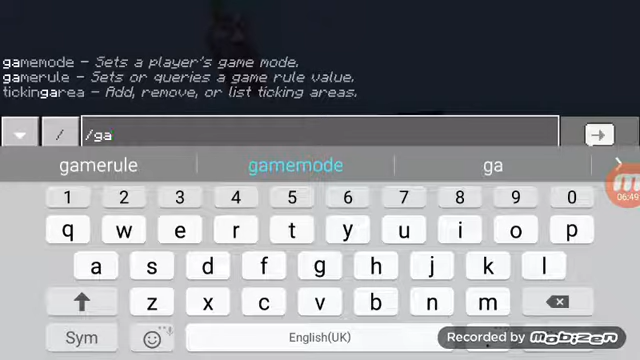 gamemode – Sets a player's game mode.
gamerule – Sets or queries a game rule value.
tickingarea – Add, remove, or list ticking areas.
/ /ga
gamerule gamemode ga
06:49
1 2 3 4 5 6 7 8 9 0
q w e r t y u i o p
a s d f g h j k l
z x c v b n m
Sym English(UK) Recorded by mobizen